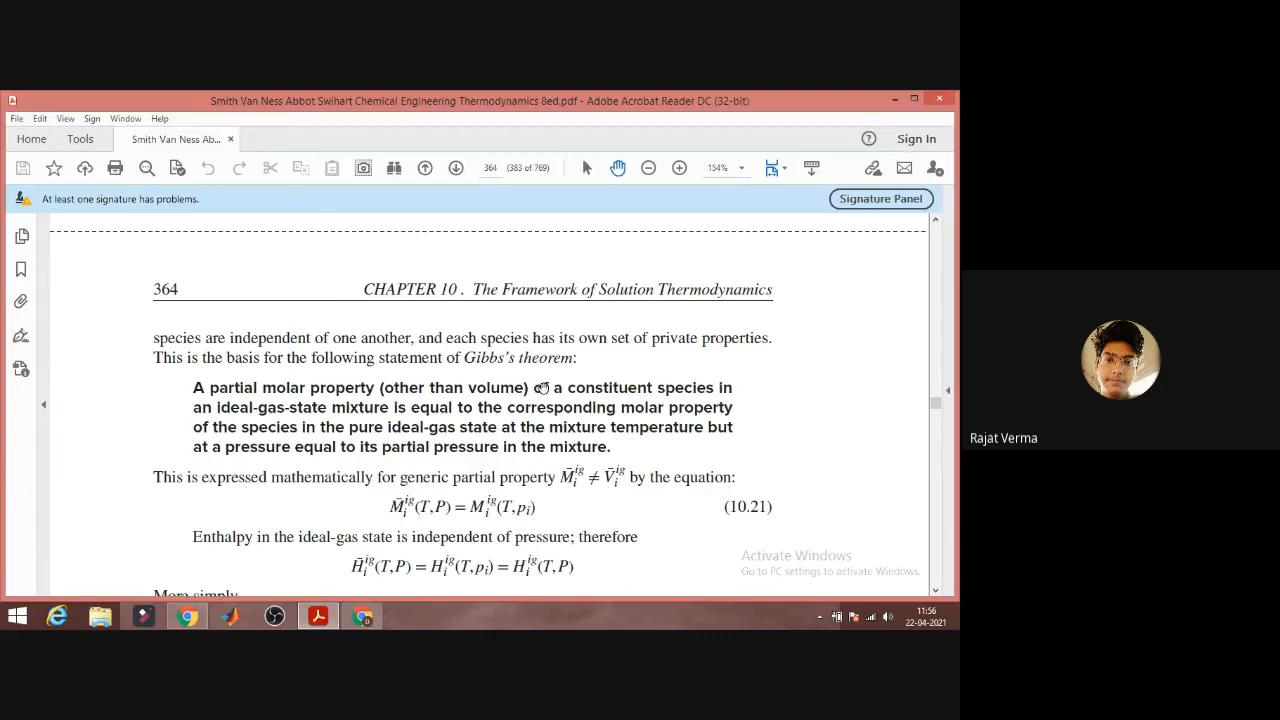 Smith Van Ness Abbot Swihart Chemical Engineering Thermodynamics 8ed.pdf - Adobe Acrobat Reader DC (32-bit)
File Edit View Sign Window Help
Home Tools Smith Van Ness Ab... × Sign In
364 (383 of 769) 154%
At least one signature has problems. Signature Panel
364 CHAPTER 10 . The Framework of Solution Thermodynamics
species are independent of one another, and each species has its own set of private properties.
This is the basis for the following statement of Gibbs's theorem:
A partial molar property (other than volume) a constituent species in
an ideal-gas-state mixture is equal to the corresponding molar property
of the species in the pure ideal-gas state at the mixture temperature but
at a pressure equal to its partial pressure in the mixture.
This is expressed mathematically for generic partial property M̄ᵢⁱᵍ ≠ V̄ᵢⁱᵍ by the equation:
M̄ᵢⁱᵍ(T,P) = Mᵢⁱᵍ(T,pᵢ) (10.21)
Enthalpy in the ideal-gas state is independent of pressure; therefore
H̄ᵢⁱᵍ(T,P) = Hᵢⁱᵍ(T,pᵢ) = Hᵢⁱᵍ(T,P)
More simply
Activate Windows
Go to PC settings to activate Windows.
Rajat Verma
11:56
22-04-2021